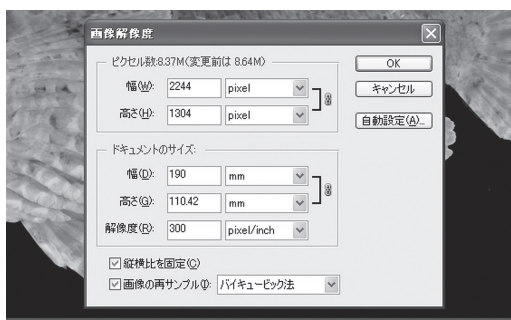 画像解像度
ピクセル数:8.37M(変更前は 8.64M)
幅(W): 2244 pixel
高さ(H): 1304 pixel
OK
キャンセル
自動設定(A)...
ドキュメントのサイズ:
幅(D): 190 mm
高さ(G): 110.42 mm
解像度(R): 300 pixel/inch
縦横比を固定(C)
画像の再サンプル(I): バイキュービック法